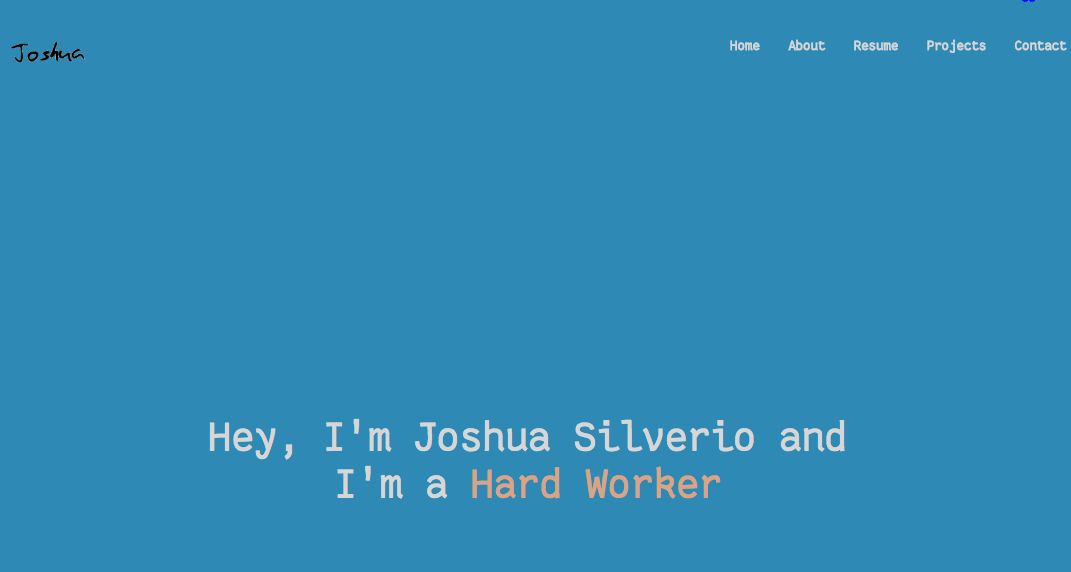 Joshua
Home About Resume Projects Contact
Hey, I'm Joshua Silverio and
I'm a Hard Worker